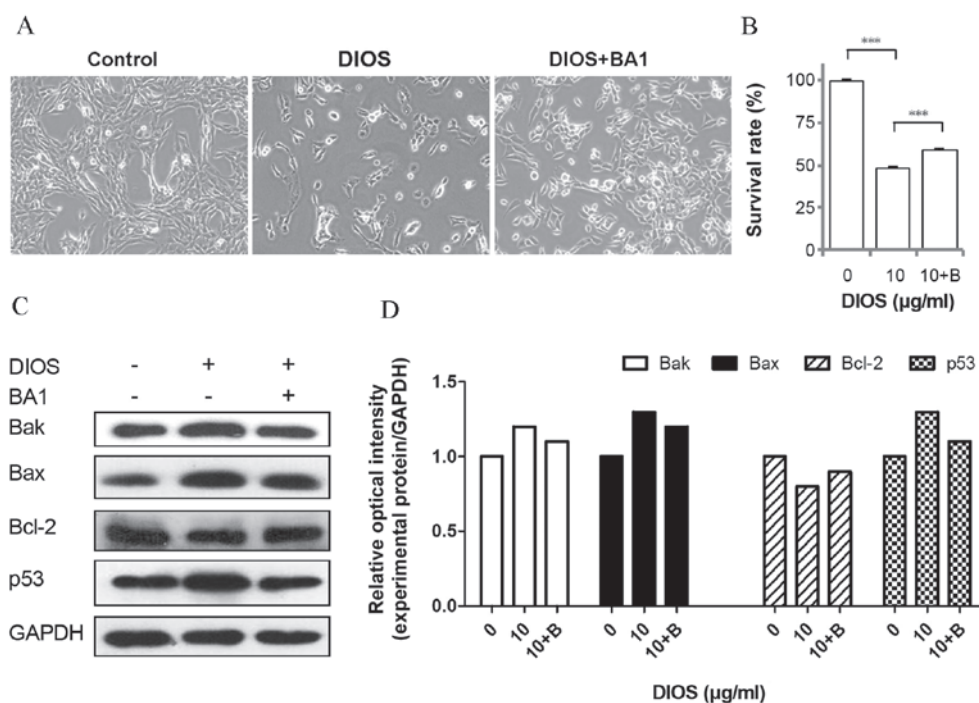 A
Control
DIOS
DIOS+BA1
B
***
***
Survival rate (%)
100
75
50
25
0
0 10 10+B
DIOS (µg/ml)
C
DIOS - + +
BA1 - - +
Bak
Bax
Bcl-2
p53
GAPDH
D
Bak Bax Bcl-2 p53
Relative optical intensity
(experimental protein/GAPDH)
1.5
1.0
0.5
0.0
0 10 10+B 0 10 10+B 0 10 10+B 0 10 10+B
DIOS (µg/ml)